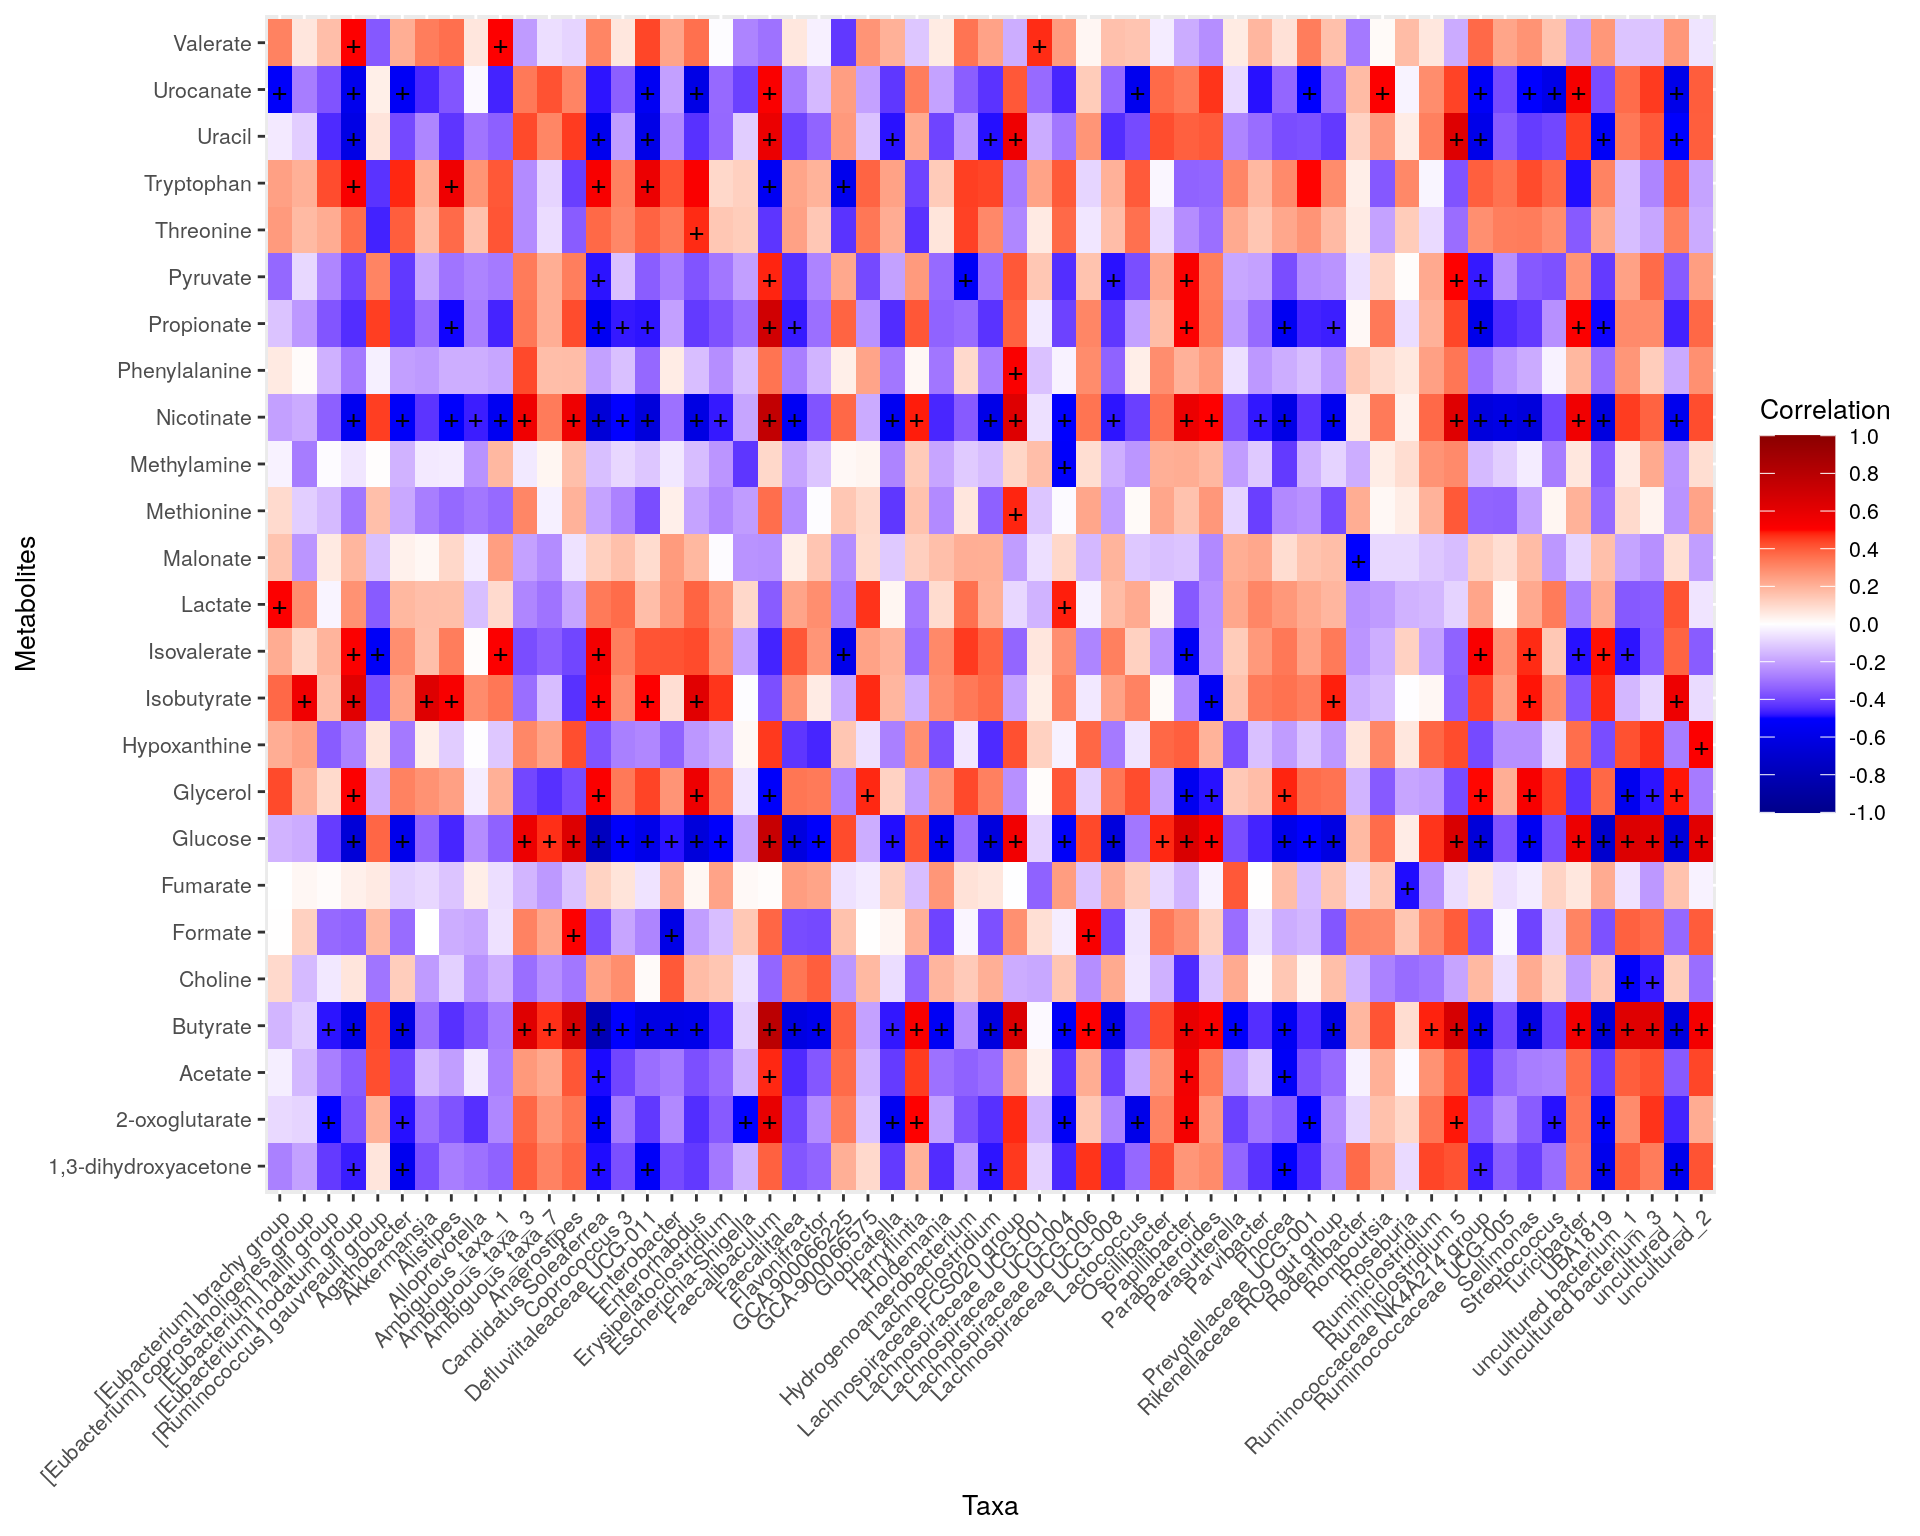 Valerate
Urocanate
Uracil
Tryptophan
Threonine
Pyruvate
Propionate
Phenylalanine
Nicotinate
Methylamine
Methionine
Malonate
Lactate
Isovalerate
Isobutyrate
Hypoxanthine
Glycerol
Glucose
Fumarate
Formate
Choline
Butyrate
Acetate
2-oxoglutarate
1,3-dihydroxyacetone
Metabolites
[Eubacterium] brachy group
[Eubacterium] coprostanoligenes group
[Eubacterium] hallii group
[Eubacterium] nodatum group
[Ruminococcus] gauvreauii group
Agathobacter
Akkermansia
Alistipes
Alloprevotella
Ambiguous_taxa_1
Ambiguous_taxa_3
Ambiguous_taxa_7
Anaerostipes
Candidatus Soleaferrea
Coprococcus 3
Defluviitaleaceae UCG-011
Enterobacter
Enterorhabdus
Erysipelatoclostridium
Escherichia-Shigella
Faecalibaculum
Faecalitalea
Flavonifractor
GCA-900066225
GCA-900066575
Globicatella
Harryflintia
Holdemania
Hydrogenoanaerobacterium
Lachnoclostridium
Lachnospiraceae FCS020 group
Lachnospiraceae UCG-001
Lachnospiraceae UCG-004
Lachnospiraceae UCG-006
Lachnospiraceae UCG-008
Lactococcus
Oscillibacter
Papillibacter
Parabacteroides
Parasutterella
Parvibacter
Phocea
Prevotellaceae UCG-001
Rikenellaceae RC9 gut group
Rodentibacter
Romboutsia
Roseburia
Ruminiclostridium
Ruminiclostridium 5
Ruminococcaceae NK4A214 group
Ruminococcaceae UCG-005
Sellimonas
Streptococcus
Turicibacter
UBA1819
uncultured bacterium_1
uncultured bacterium_3
uncultured_1
uncultured_2
Taxa
Correlation
1.0
0.8
0.6
0.4
0.2
0.0
-0.2
-0.4
-0.6
-0.8
-1.0